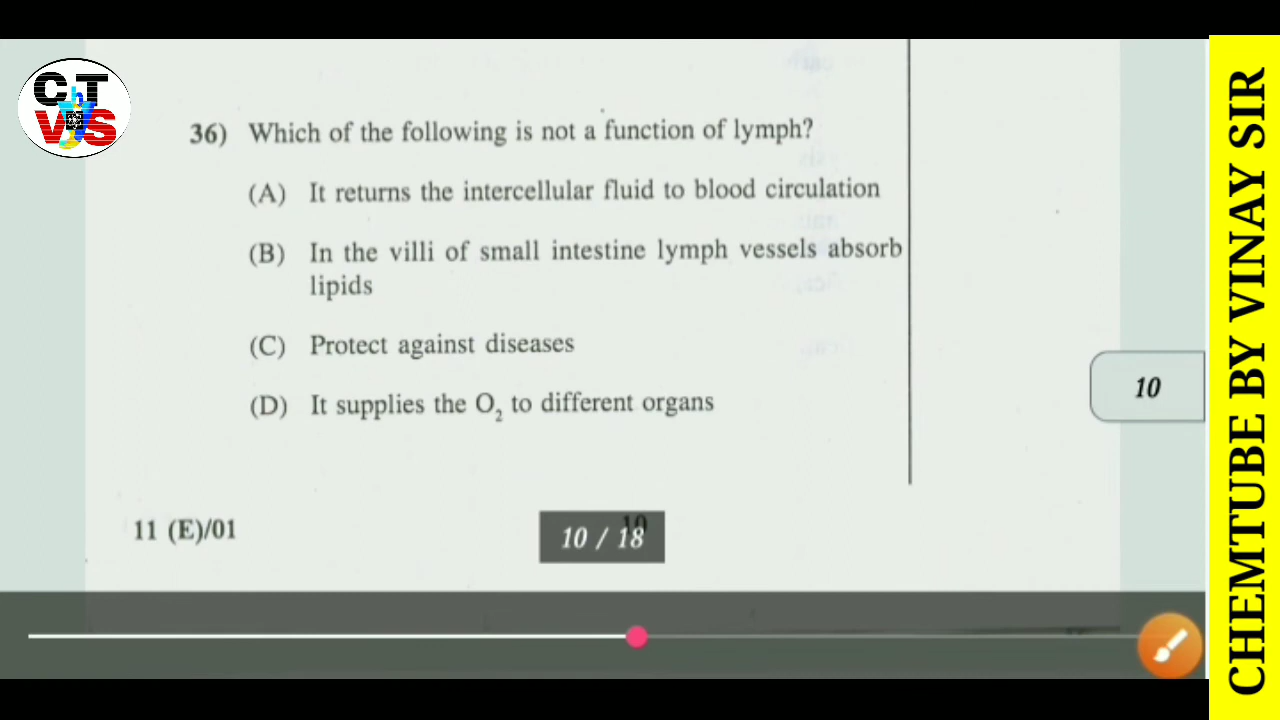 36) Which of the following is not a function of lymph?
(A) It returns the intercellular fluid to blood circulation
(B) In the villi of small intestine lymph vessels absorb
lipids
(C) Protect against diseases
(D) It supplies the O₂ to different organs
10
11 (E)/01
10
10 / 18
CHEMTUBE BY VINAY SIR